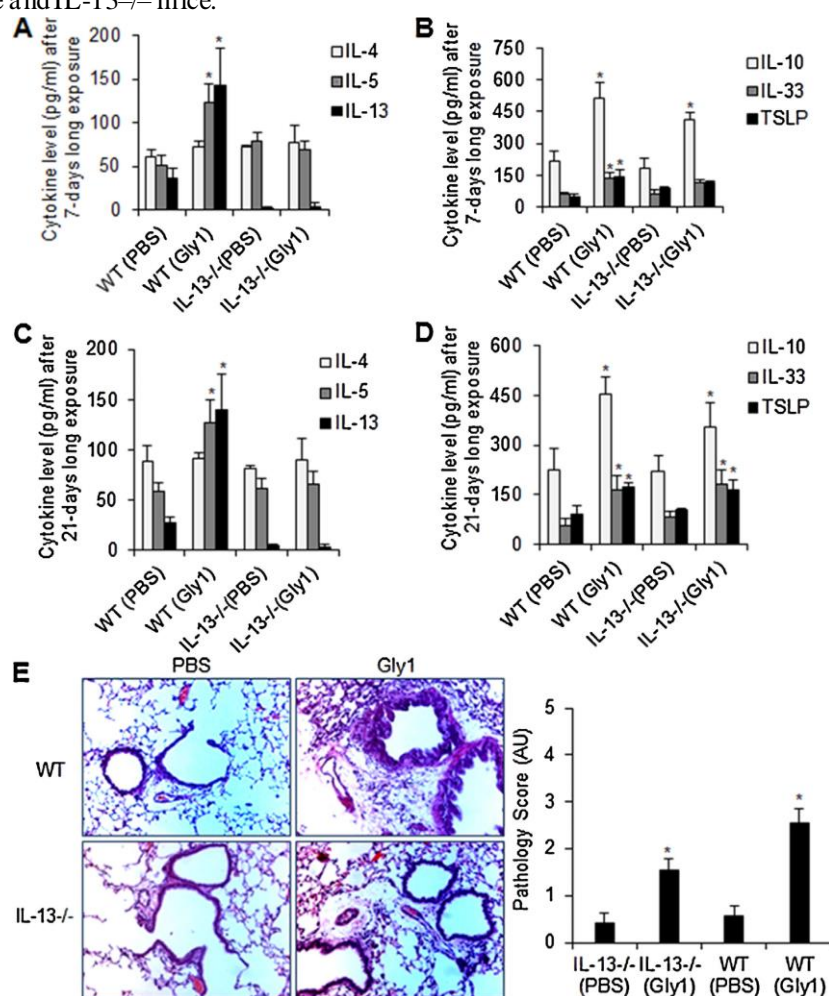 e and IL-13–/– mice.
A
Cytokine level (pg/ml) after
7-days long exposure
200
150
100
50
0
IL-4
IL-5
IL-13
* *
WT (PBS)
WT (Gly1)
IL-13-/-(PBS)
IL-13-/-(Gly1)
B
Cytokine level (pg/ml) after
7-days long exposure
750
600
450
300
150
0
IL-10
IL-33
TSLP
* * * *
WT (PBS)
WT (Gly1)
IL-13-/-(PBS)
IL-13-/-(Gly1)
C
Cytokine level (pg/ml) after
21-days long exposure
200
150
100
50
0
IL-4
IL-5
IL-13
* *
WT (PBS)
WT (Gly1)
IL-13-/-(PBS)
IL-13-/-(Gly1)
D
Cytokine level (pg/ml) after
21-days long exposure
600
450
300
150
0
IL-10
IL-33
TSLP
* * * * * *
WT (PBS)
WT (Gly1)
IL-13-/-(PBS)
IL-13-/-(Gly1)
E
PBS
Gly1
WT
IL-13-/-
Pathology Score (AU)
5
4
3
2
1
0
* *
IL-13-/- IL-13-/- WT WT
(PBS) (Gly1) (PBS) (Gly1)